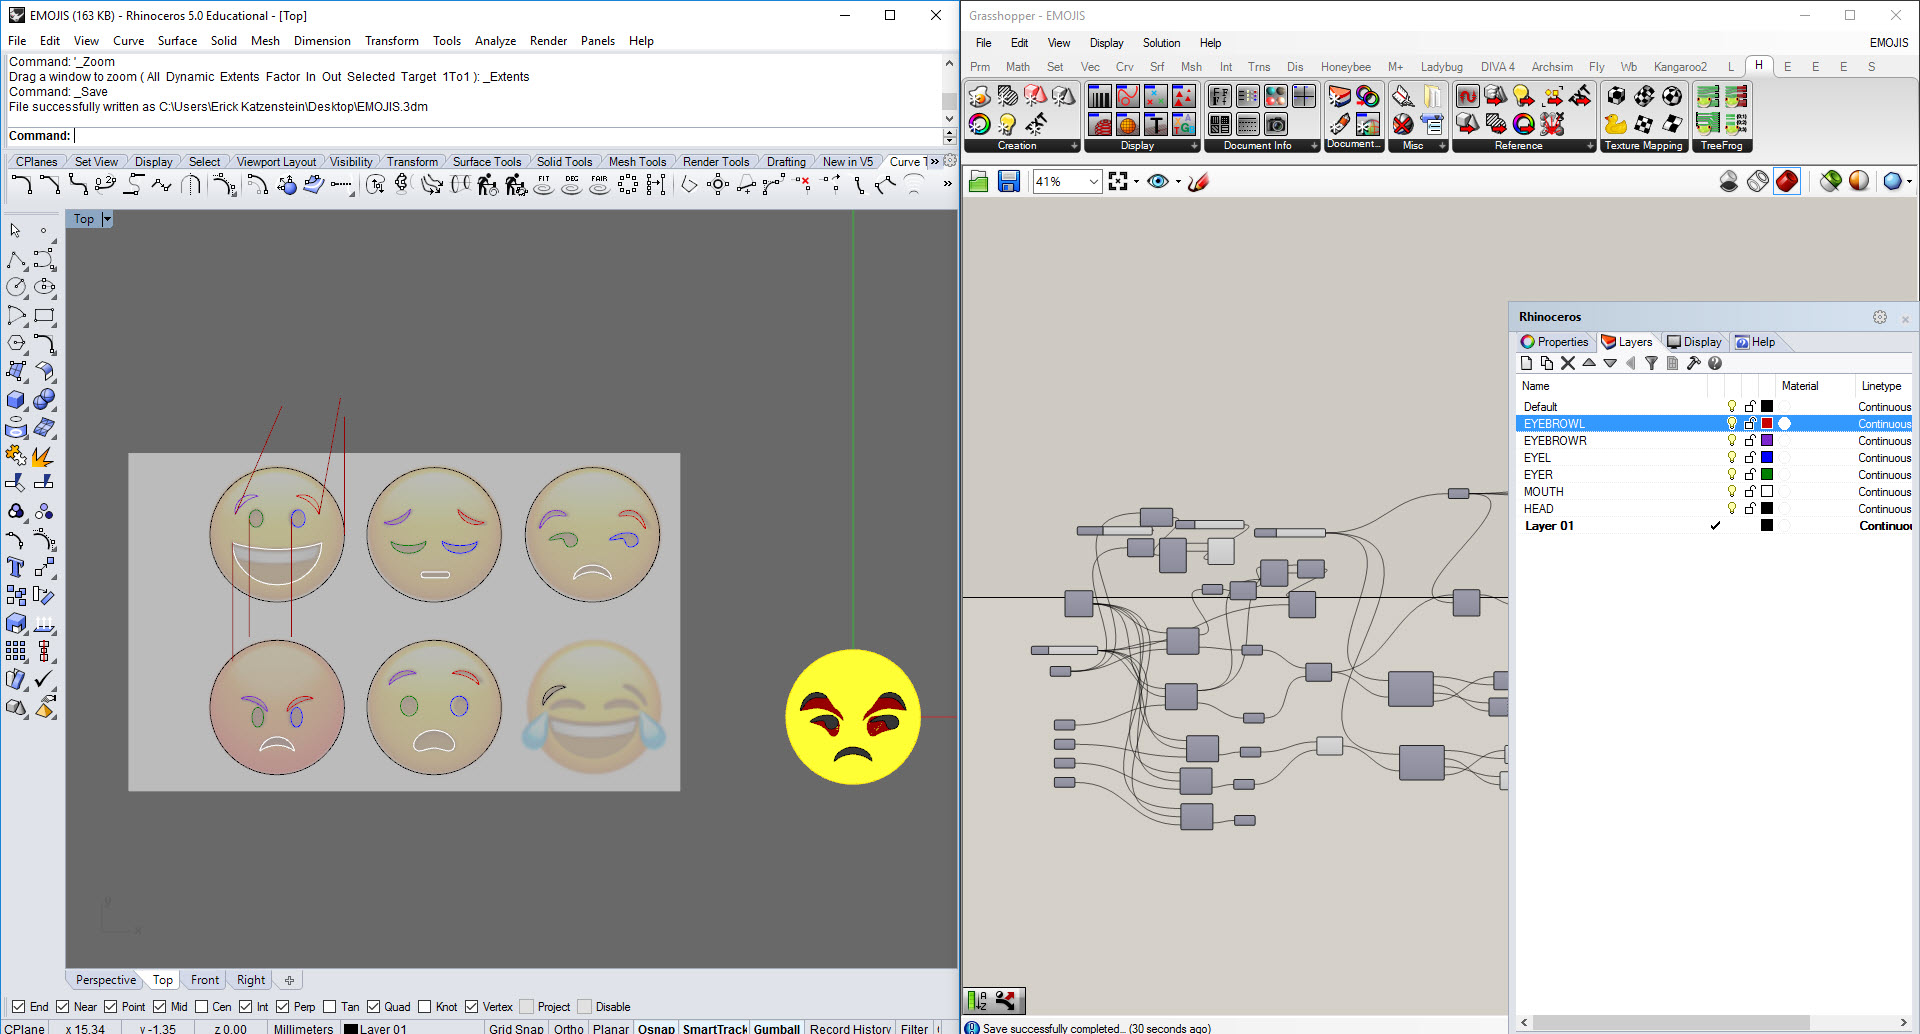 EMOJIS (163 KB) - Rhinoceros 5.0 Educational - [Top]
File Edit View Curve Surface Solid Mesh Dimension Transform Tools Analyze Render Panels Help
Command: '_Zoom
Drag a window to zoom ( All Dynamic Extents Factor In Out Selected Target 1To1 ): _Extents
Command: _Save
File successfully written as C:\Users\Erick Katzenstein\Desktop\EMOJIS.3dm
Command:
CPlanes Set View Display Select Viewport Layout Visibility Transform Surface Tools Solid Tools Mesh Tools Render Tools Drafting New in V5 Curve T
FIT DEG FAIR
Top
y
x
Perspective Top Front Right
End Near Point Mid Cen Int Perp Tan Quad Knot Vertex Project Disable
CPlane x 15.34 y -1.35 z 0.00 Millimeters Layer 01 Grid Snap Ortho Planar Osnap SmartTrack Gumball Record History Filter
Grasshopper - EMOJIS
File Edit View Display Solution Help EMOJIS
Prm Math Set Vec Crv Srf Msh Int Trns Dis Honeybee M+ Ladybug DIVA 4 Archsim Fly Wb Kangaroo2 L H E E E S
Creation Display Document Info Document... Misc Reference Texture Mapping TreeFrog
41%
Rhinoceros
Properties Layers Display Help
Name Material Linetype
Default Continuous
EYEBROWL Continuous
EYEBROWR Continuous
EYEL Continuous
EYER Continuous
MOUTH Continuous
HEAD Continuous
Layer 01 Continuou
Save successfully completed... (30 seconds ago)